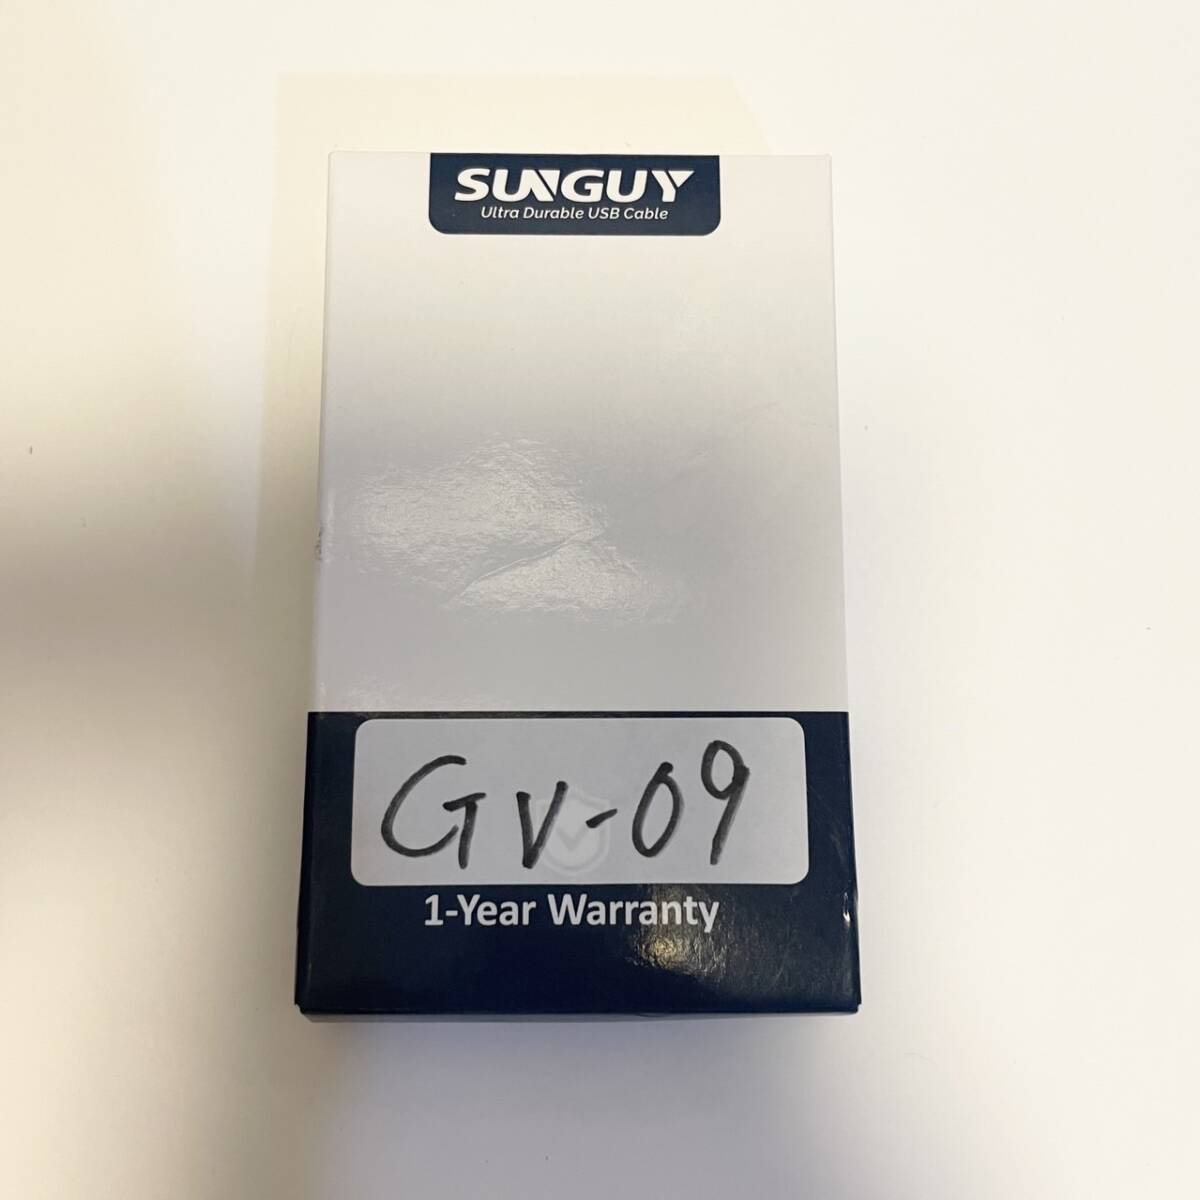 SUNGUY
Ultra Durable USB Cable
GV-09
1-Year Warranty